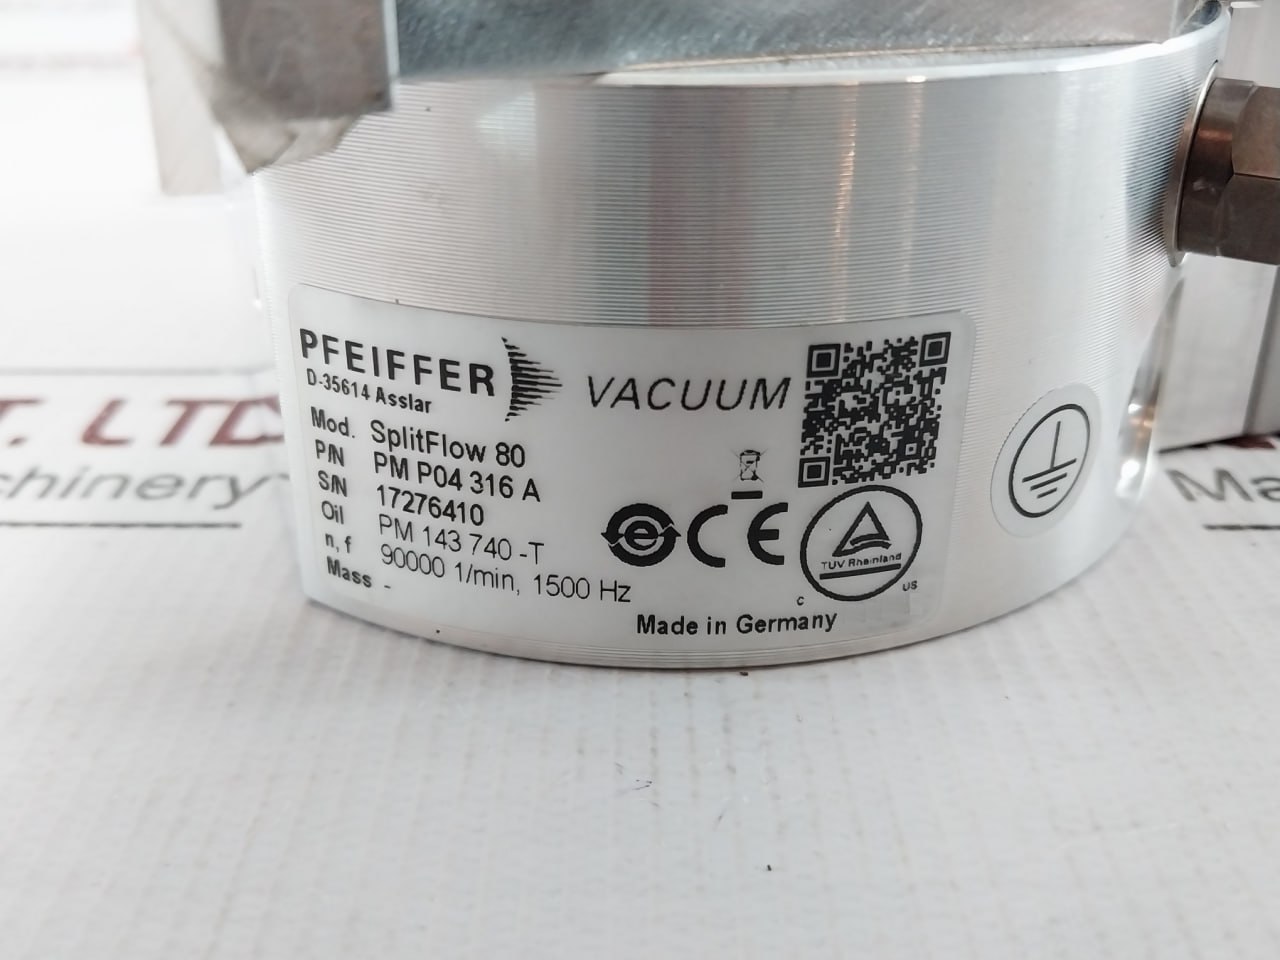 PFEIFFER VACUUM
D-35614 Asslar
Mod. SplitFlow 80
P/N PM P04 316 A
S/N 17276410
Oil PM 143 740 -T
n, f 90000 1/min, 1500 Hz
Mass -
e CE
TÜV Rheinland
C US
Made in Germany
T. LTD
chinery
Ma